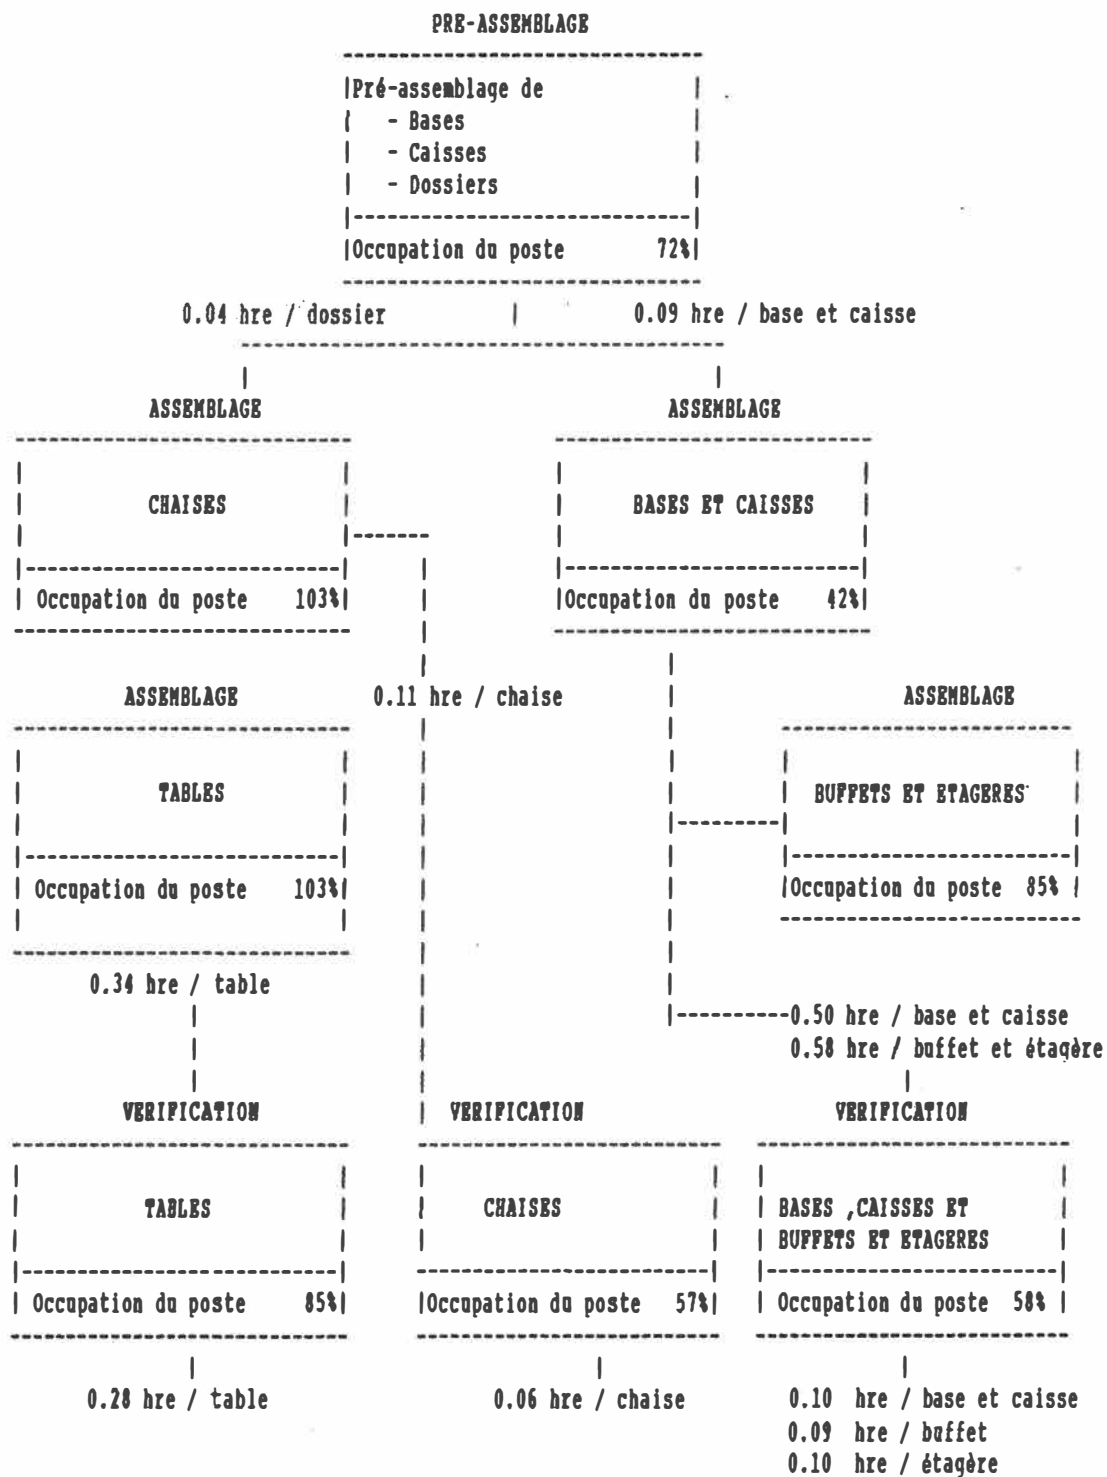 PRE-ASSEMBLAGE
Pré-assemblage de
- Bases
- Caisses
- Dossiers
Occupation du poste 72%
0.04 hre / dossier
0.09 hre / base et caisse
ASSEMBLAGE
CHAISES
Occupation du poste 103%
ASSEMBLAGE
BASES ET CAISSES
Occupation du poste 42%
0.11 hre / chaise
ASSEMBLAGE
TABLES
Occupation du poste 103%
0.34 hre / table
ASSEMBLAGE
BUFFETS ET ETAGERES
Occupation du poste 85%
0.50 hre / base et caisse
0.58 hre / buffet et étagère
VERIFICATION
TABLES
Occupation du poste 85%
0.28 hre / table
VERIFICATION
CHAISES
Occupation du poste 57%
0.06 hre / chaise
VERIFICATION
BASES ,CAISSES ET
BUFFETS ET ETAGERES
Occupation du poste 58%
0.10 hre / base et caisse
0.09 hre / buffet
0.10 hre / étagère